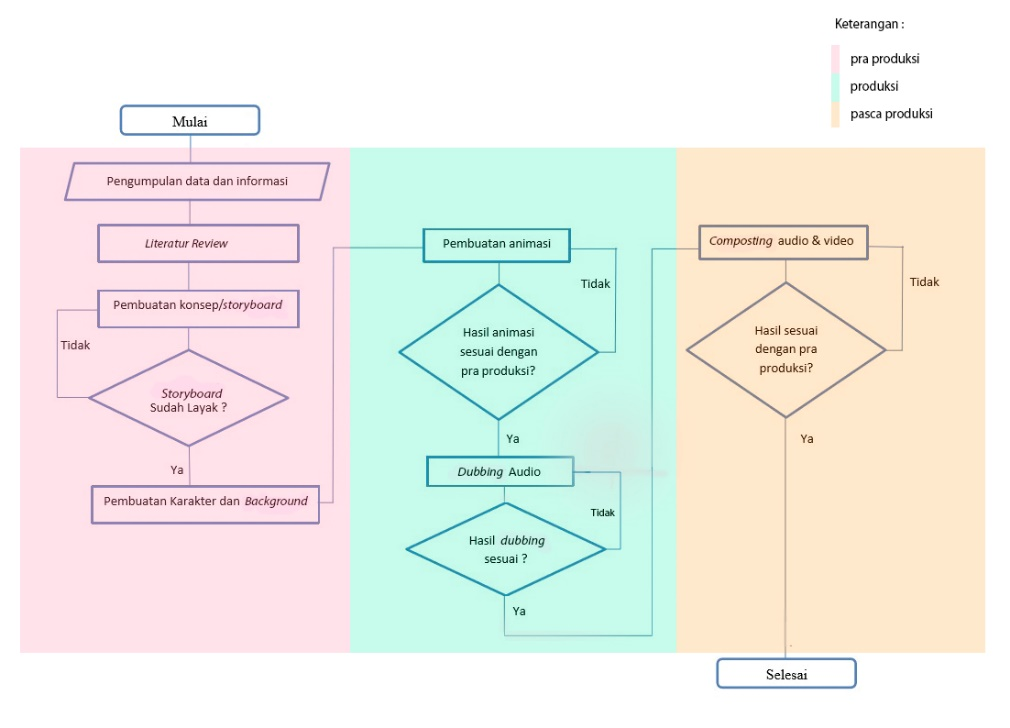 Keterangan :
pra produksi
produksi
pasca produksi
Mulai
Pengumpulan data dan informasi
Literatur Review
Pembuatan konsep/storyboard
Tidak
Storyboard
Sudah Layak ?
Ya
Pembuatan Karakter dan Background
Pembuatan animasi
Tidak
Hasil animasi
sesuai dengan
pra produksi?
Ya
Dubbing Audio
Tidak
Hasil dubbing
sesuai ?
Ya
Composting audio & video
Tidak
Hasil sesuai
dengan pra
produksi?
Ya
Selesai